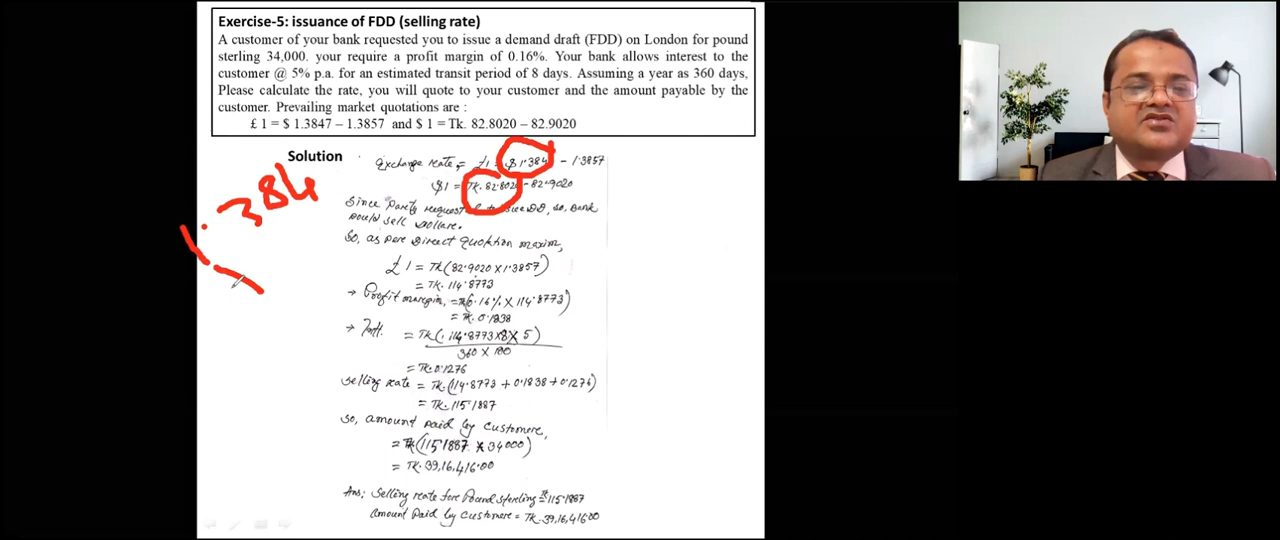 Exercise-5: issuance of FDD (selling rate)
A customer of your bank requested you to issue a demand draft (FDD) on London for pound
sterling 34,000. your require a profit margin of 0.16%. Your bank allows interest to the
customer @ 5% p.a. for an estimated transit period of 8 days. Assuming a year as 360 days,
Please calculate the rate, you will quote to your customer and the amount payable by the
customer. Prevailing market quotations are :
£ 1 = $ 1.3847 – 1.3857 and $ 1 = Tk. 82.8020 – 82.9020
Solution
Exchange rate, £1 = $1.384 – 1.3857
$1 = Tk. 82.8020 – 82.9020
1.384
Since Party request to issue DD, so, Bank
would sell Dollar.
So, as per Direct Quotation maxim,
£1 = Tk(82.9020 X 1.3857)
= Tk. 114.8773
→ Profit margin, = Tk(0.16% X 114.8773)
= Tk. 0.1838
→ Intt. = Tk(114.8773 X 8 X 5)
360 X 100
= Tk. 0.1276
Selling rate = Tk.(114.8773 + 0.1838 + 0.1276)
= Tk. 115.1887
So, amount paid by customer,
= Tk(115.1887 X 34000)
= Tk. 39,16,416.00
Ans: Selling rate for Pound sterling = Tk 115.1887
Amount Paid by Customer = Tk. 39,16,416.00